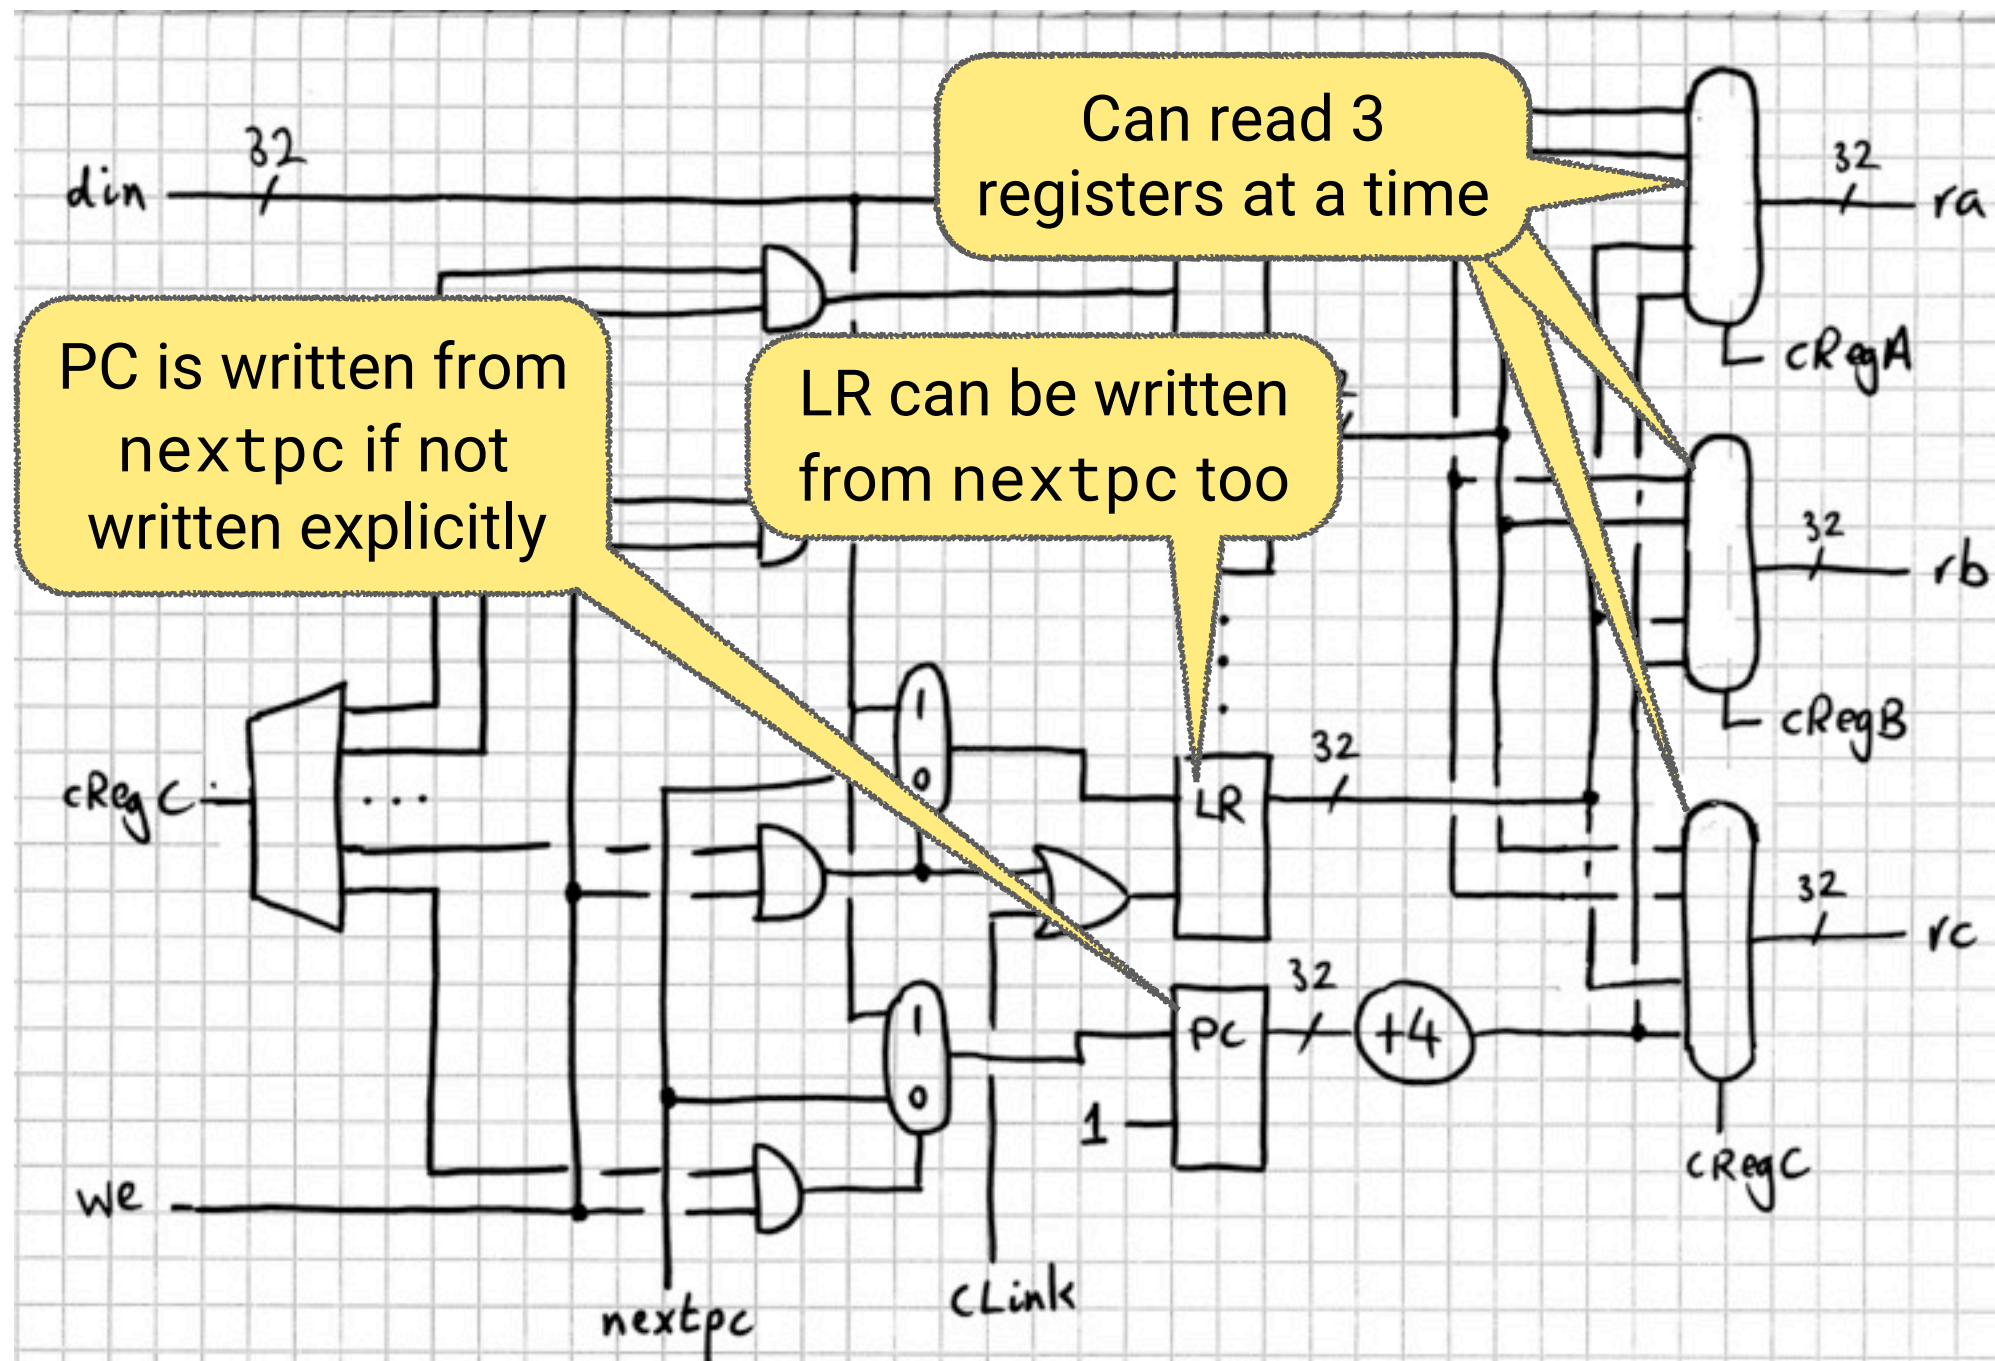 Can read 3
registers at a time
32
din
32
ra
cRegA
PC is written from
nextpc if not
written explicitly
LR can be written
from nextpc too
32
rb
cRegB
1
0
cRegC
...
LR
32
32
rc
1
0
PC
32
+4
1
cRegC
we
nextpc
cLink